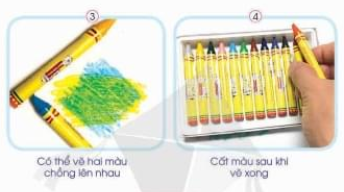 3
4
Có thể vẽ hai màu
chồng lên nhau
Cất màu sau khi
vẽ xong